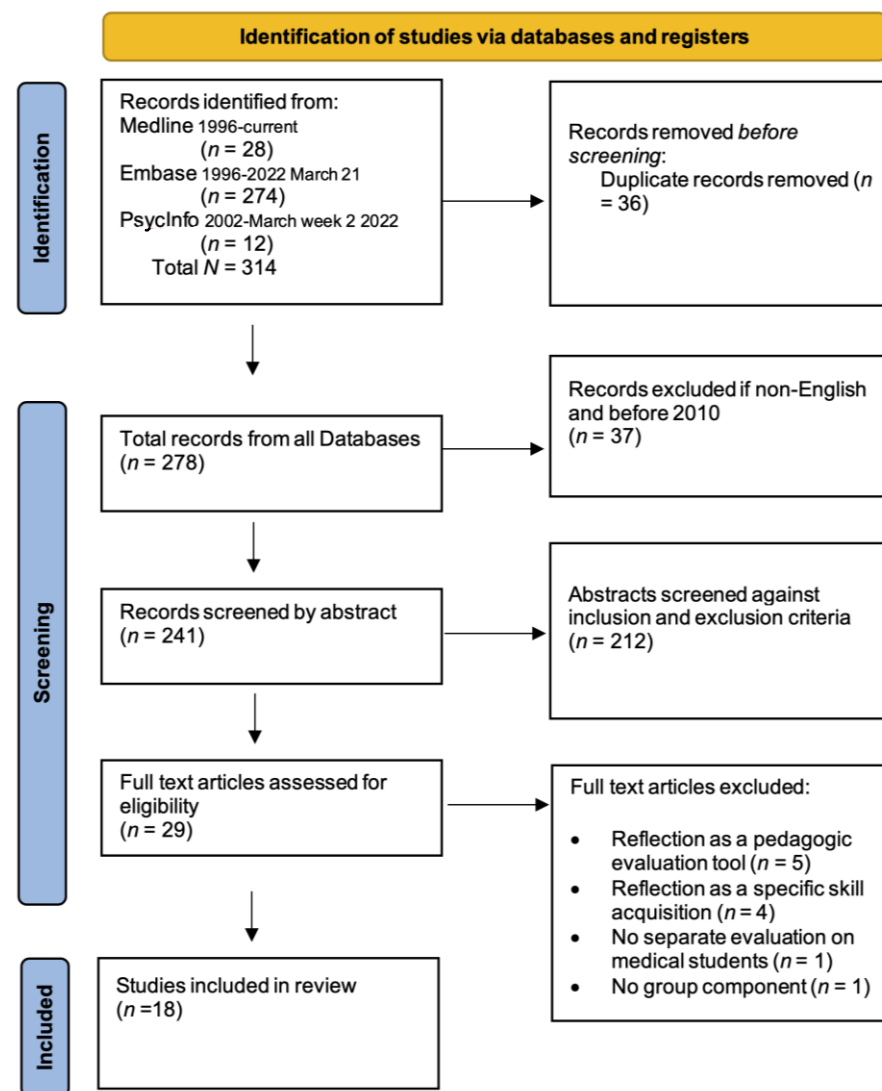 Identification of studies via databases and registers
Identification
Records identified from:
Medline 1996-current
(n = 28)
Embase 1996-2022 March 21
(n = 274)
PsycInfo 2002-March week 2 2022
(n = 12)
Total N = 314
Records removed before
screening:
Duplicate records removed (n
= 36)
Screening
Total records from all Databases
(n = 278)
Records excluded if non-English
and before 2010
(n = 37)
Records screened by abstract
(n = 241)
Abstracts screened against
inclusion and exclusion criteria
(n = 212)
Full text articles assessed for
eligibility
(n = 29)
Full text articles excluded:
• Reflection as a pedagogic
evaluation tool (n = 5)
• Reflection as a specific skill
acquisition (n = 4)
• No separate evaluation on
medical students (n = 1)
• No group component (n = 1)
Included
Studies included in review
(n =18)